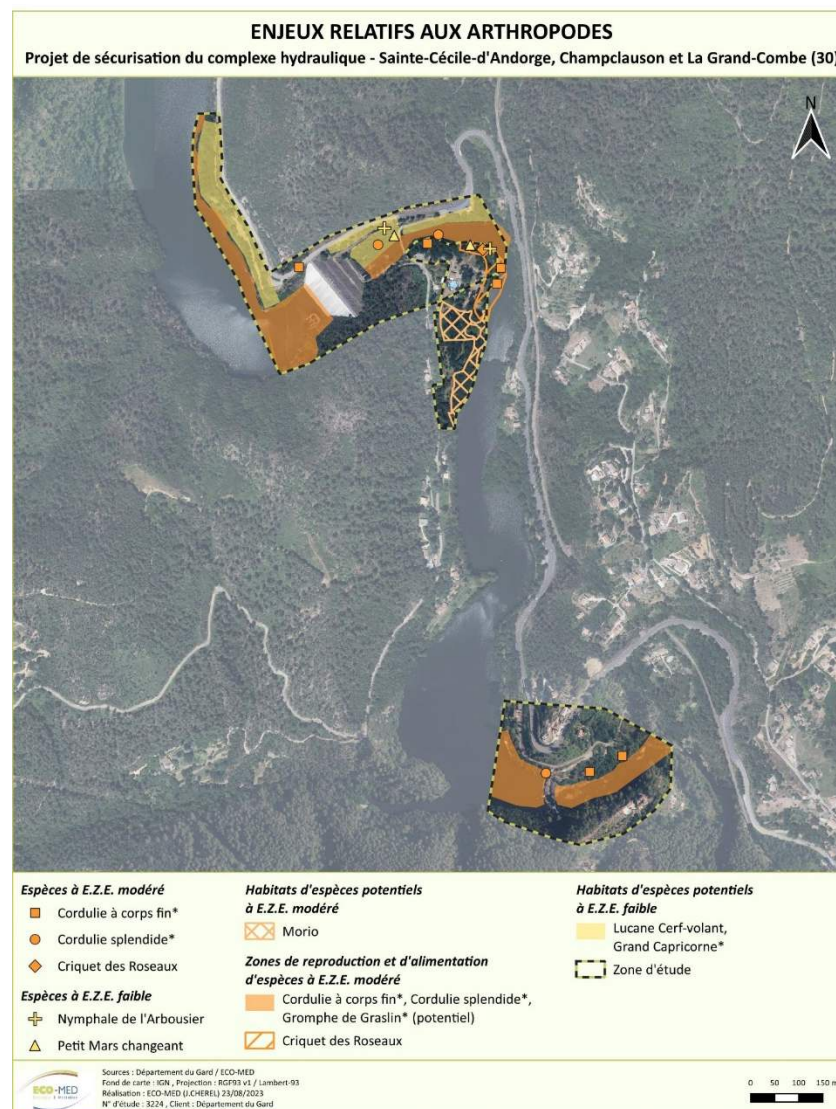 ENJEUX RELATIFS AUX ARTHROPODES
Projet de sécurisation du complexe hydraulique - Sainte-Cécile-d'Andorge, Champclauson et La Grand-Combe (30)
N
Espèces à E.Z.E. modéré
Cordulie à corps fin*
Cordulie splendide*
Criquet des Roseaux
Espèces à E.Z.E. faible
Nymphale de l'Arbousier
Petit Mars changeant
Habitats d'espèces potentiels
à E.Z.E. modéré
Morio
Zones de reproduction et d'alimentation
d'espèces à E.Z.E modéré
Cordulie à corps fin*, Cordulie splendide*,
Gromphe de Graslin* (potentiel)
Criquet des Roseaux
Habitats d'espèces potentiels
à E.Z.E. faible
Lucane Cerf-volant,
Grand Capricorne*
Zone d'étude
ECO-MED
Sources : Département du Gard / ECO-MED
Fond de carte : IGN , Projection : RGF93 v1 / Lambert-93
Réalisation : ECO-MED (J.CHEREL) 23/08/2023
N° d'étude : 3224 , Client : Département du Gard
0 50 100 150 m